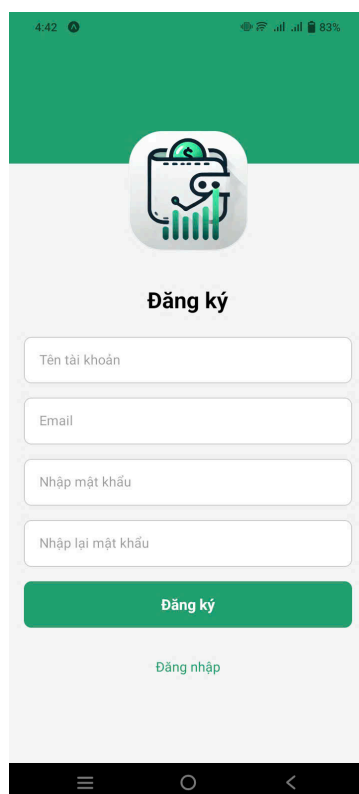 4:42 83%
$
Đăng ký
Tên tài khoản
Email
Nhập mật khẩu
Nhập lại mật khẩu
Đăng ký
Đăng nhập